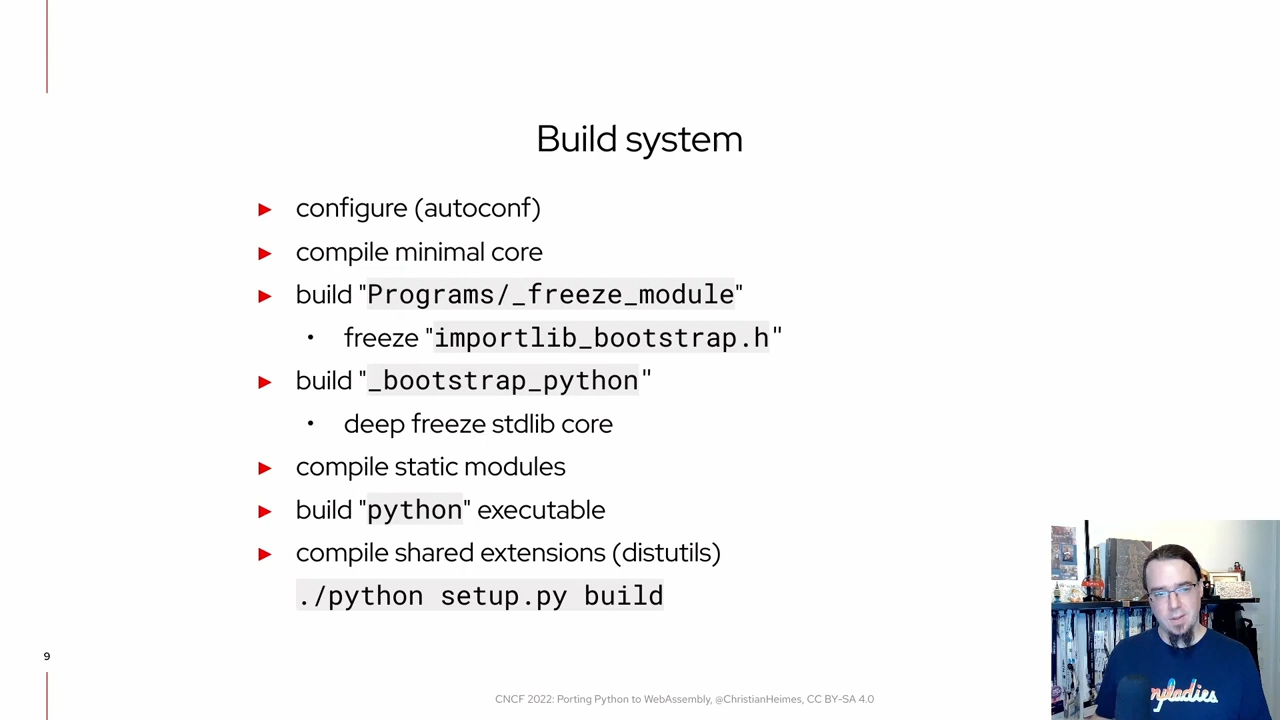 Build system
► configure (autoconf)
► compile minimal core
► build "Programs/_freeze_module"
• freeze "importlib_bootstrap.h"
► build "_bootstrap_python"
• deep freeze stdlib core
► compile static modules
► build "python" executable
► compile shared extensions (distutils)
./python setup.py build
pyladies
9
CNCF 2022: Porting Python to WebAssembly, @ChristianHeimes, CC BY-SA 4.0